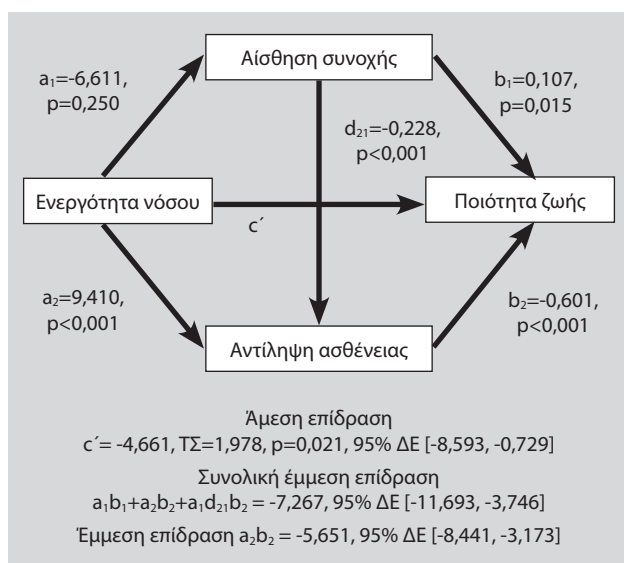 Αίσθηση συνοχής
a₁=-6,611,
p=0,250
b₁=0,107,
p=0,015
d₂₁=-0,228,
p<0,001
Ενεργότητα νόσου
Ποιότητα ζωής
c΄
a₂=9,410,
p<0,001
b₂=-0,601,
p<0,001
Αντίληψη ασθένειας
Άμεση επίδραση
c΄= -4,661, ΤΣ=1,978, p=0,021, 95% ΔΕ [-8,593, -0,729]
Συνολική έμμεση επίδραση
a₁b₁+a₂b₂+a₁d₂₁b₂ = -7,267, 95% ΔΕ [-11,693, -3,746]
Έμμεση επίδραση a₂b₂ = -5,651, 95% ΔΕ [-8,441, -3,173]